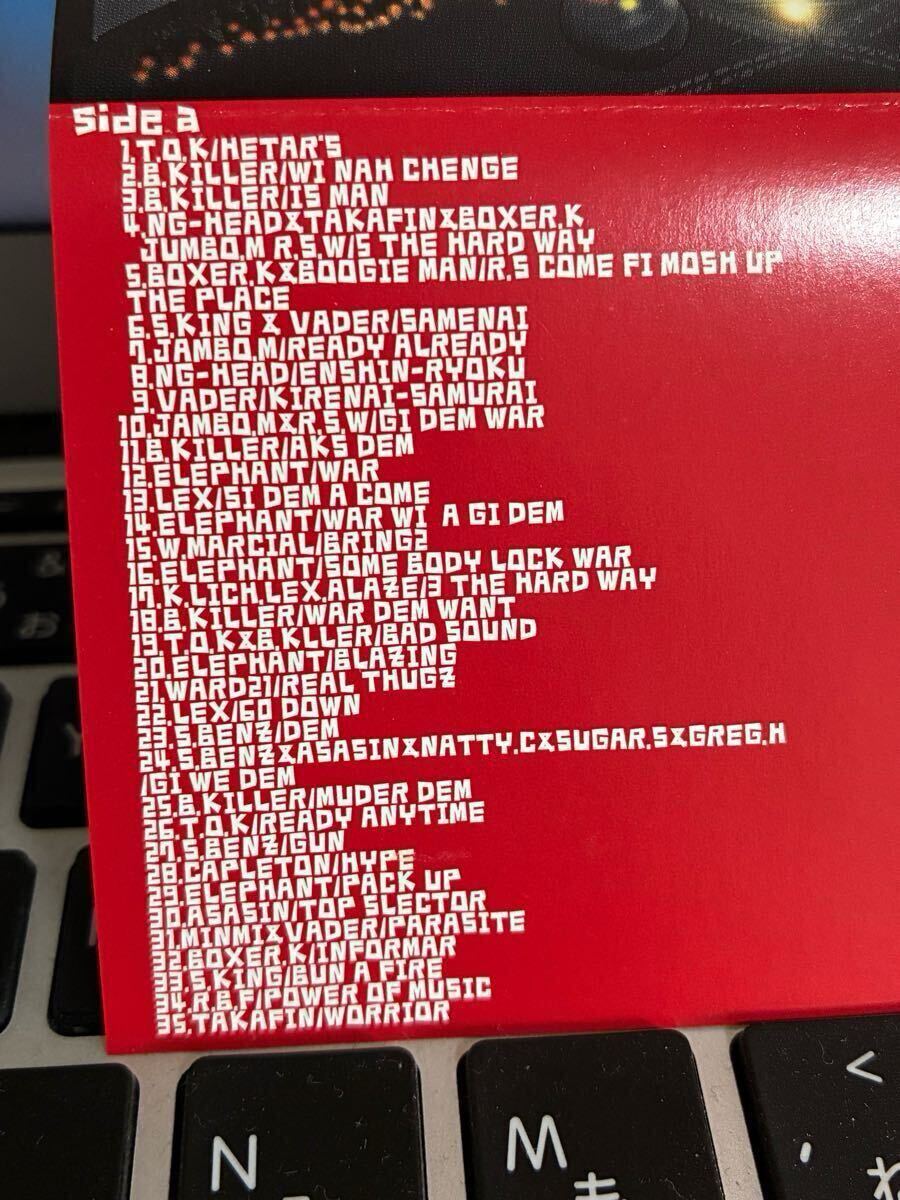 Side a
1.T.O.K/HETAR'S
2.B.KILLER/WI NAH CHENGE
3.B.KILLER/IS MAN
4.NG-HEAD&TAKAFIN&BOXER.K
JUMBO.M R.S.W/5 THE HARD WAY
5.BOXER.K&BOOGIE MAN/R.S COME FI MOSH UP
THE PLACE
6.S.KING & VADER/SAMENAI
7.JAMBO.M/READY ALREADY
8.NG-HEAD/ENSHIN-RYOKU
9.VADER/KIRENAI-SAMURAI
10.JAMBO.M&R.S.W/GI DEM WAR
11.B.KILLER/AKS DEM
12.ELEPHANT/WAR
13.LEX/SI DEM A COME
14.ELEPHANT/WAR WI A GI DEM
15.W.MARCIAL/BRING2
16.ELEPHANT/SOME BODY LOCK WAR
17.K.LICH.LEX.ALAZE/3 THE HARD WAY
18.B.KILLER/WAR DEM WANT
19.T.O.K&B.KLLER/BAD SOUND
20.ELEPHANT/BLAZING
21.WARD21/REAL THUGZ
22.LEX/GO DOWN
23.S.BENZ/DEM
24.S.BENZ&ASASIN&NATTY.C&SUGAR.S&GREG.H
/GI WE DEM
25.B.KILLER/MUDER DEM
26.T.O.K/READY ANYTIME
27.S.BENZ/GUN
28.CAPLETON/HYPE
29.ELEPHANT/PACK UP
30.ASASIN/TOP SLECTOR
31.MINMI&VADER/PARASITE
32.BOXER.K/INFORMAR
33.S.KING/BUN A FIRE
34.R.B.F/POWER OF MUSIC
35.TAKAFIN/WORRIOR
N
M
も
<
,